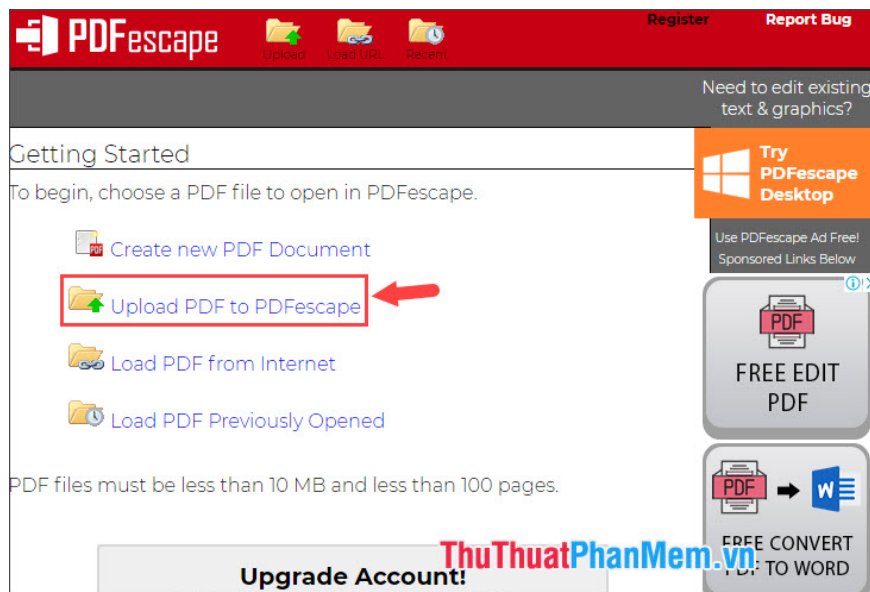 PDFescape
Upload
Load URL
Recent
Register
Report Bug
Need to edit existing
text & graphics?
Getting Started
To begin, choose a PDF file to open in PDFescape.
Create new PDF Document
Upload PDF to PDFescape
Load PDF from Internet
Load PDF Previously Opened
PDF files must be less than 10 MB and less than 100 pages.
Upgrade Account!
Try
PDFescape
Desktop
Use PDFescape Ad Free!
Sponsored Links Below
PDF
FREE EDIT
PDF
PDF
W
FREE CONVERT
PDF TO WORD
ThuThuatPhanMem.vn